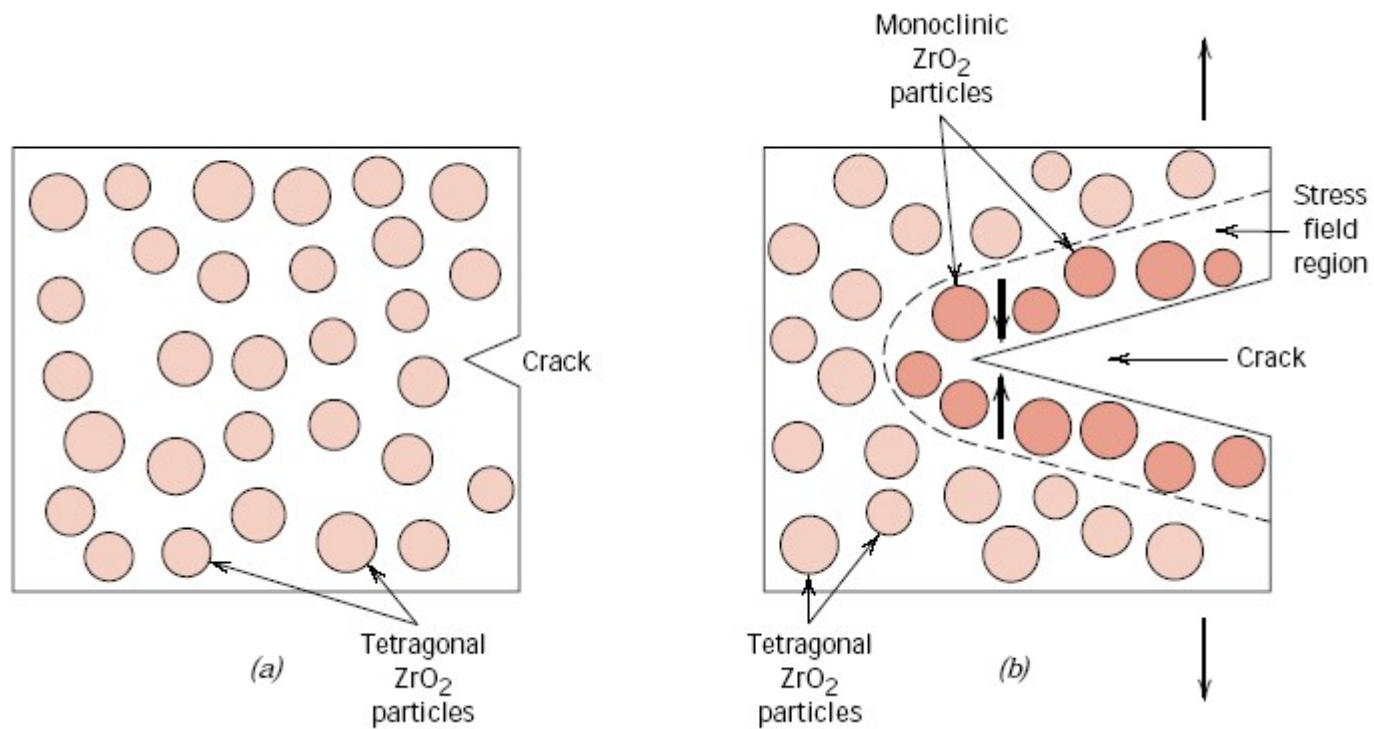 Crack
Tetragonal
ZrO2
particles
(a)
Monoclinic
ZrO2
particles
Stress
field
region
Crack
Tetragonal
ZrO2
particles
(b)